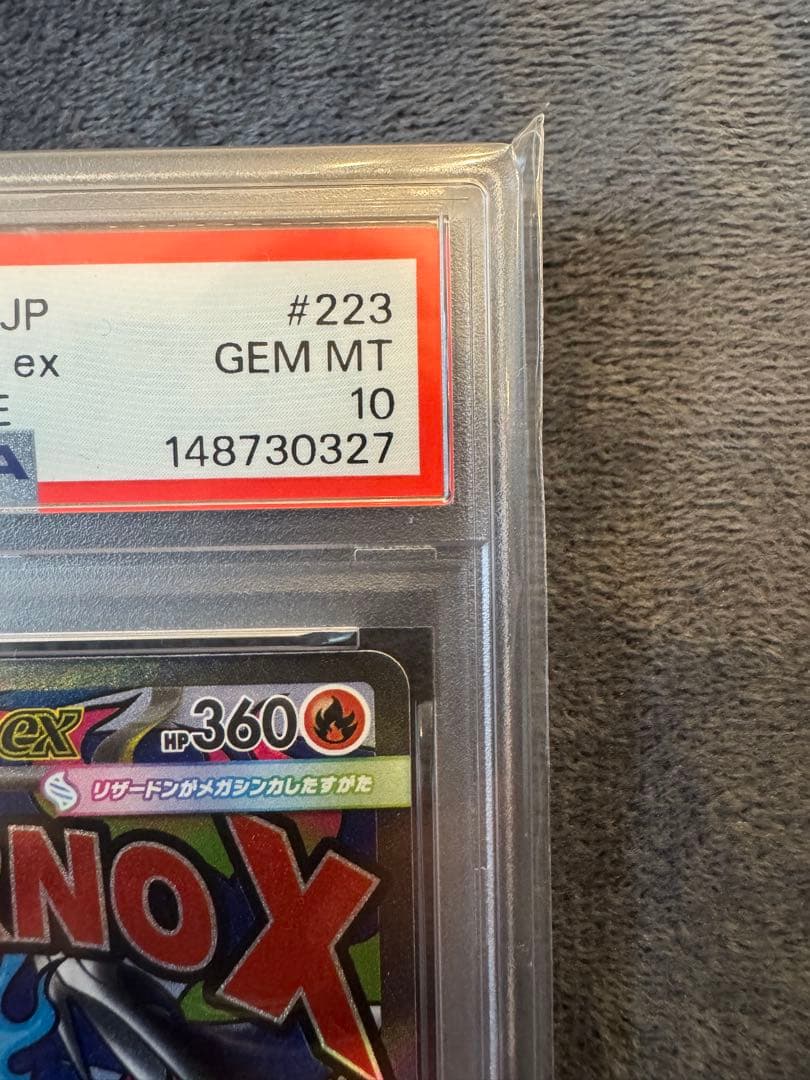 JP #223
ex GEM MT
E 10
A 148730327
ex HP360
リザードンがメガシンカしたすがた
RNO X